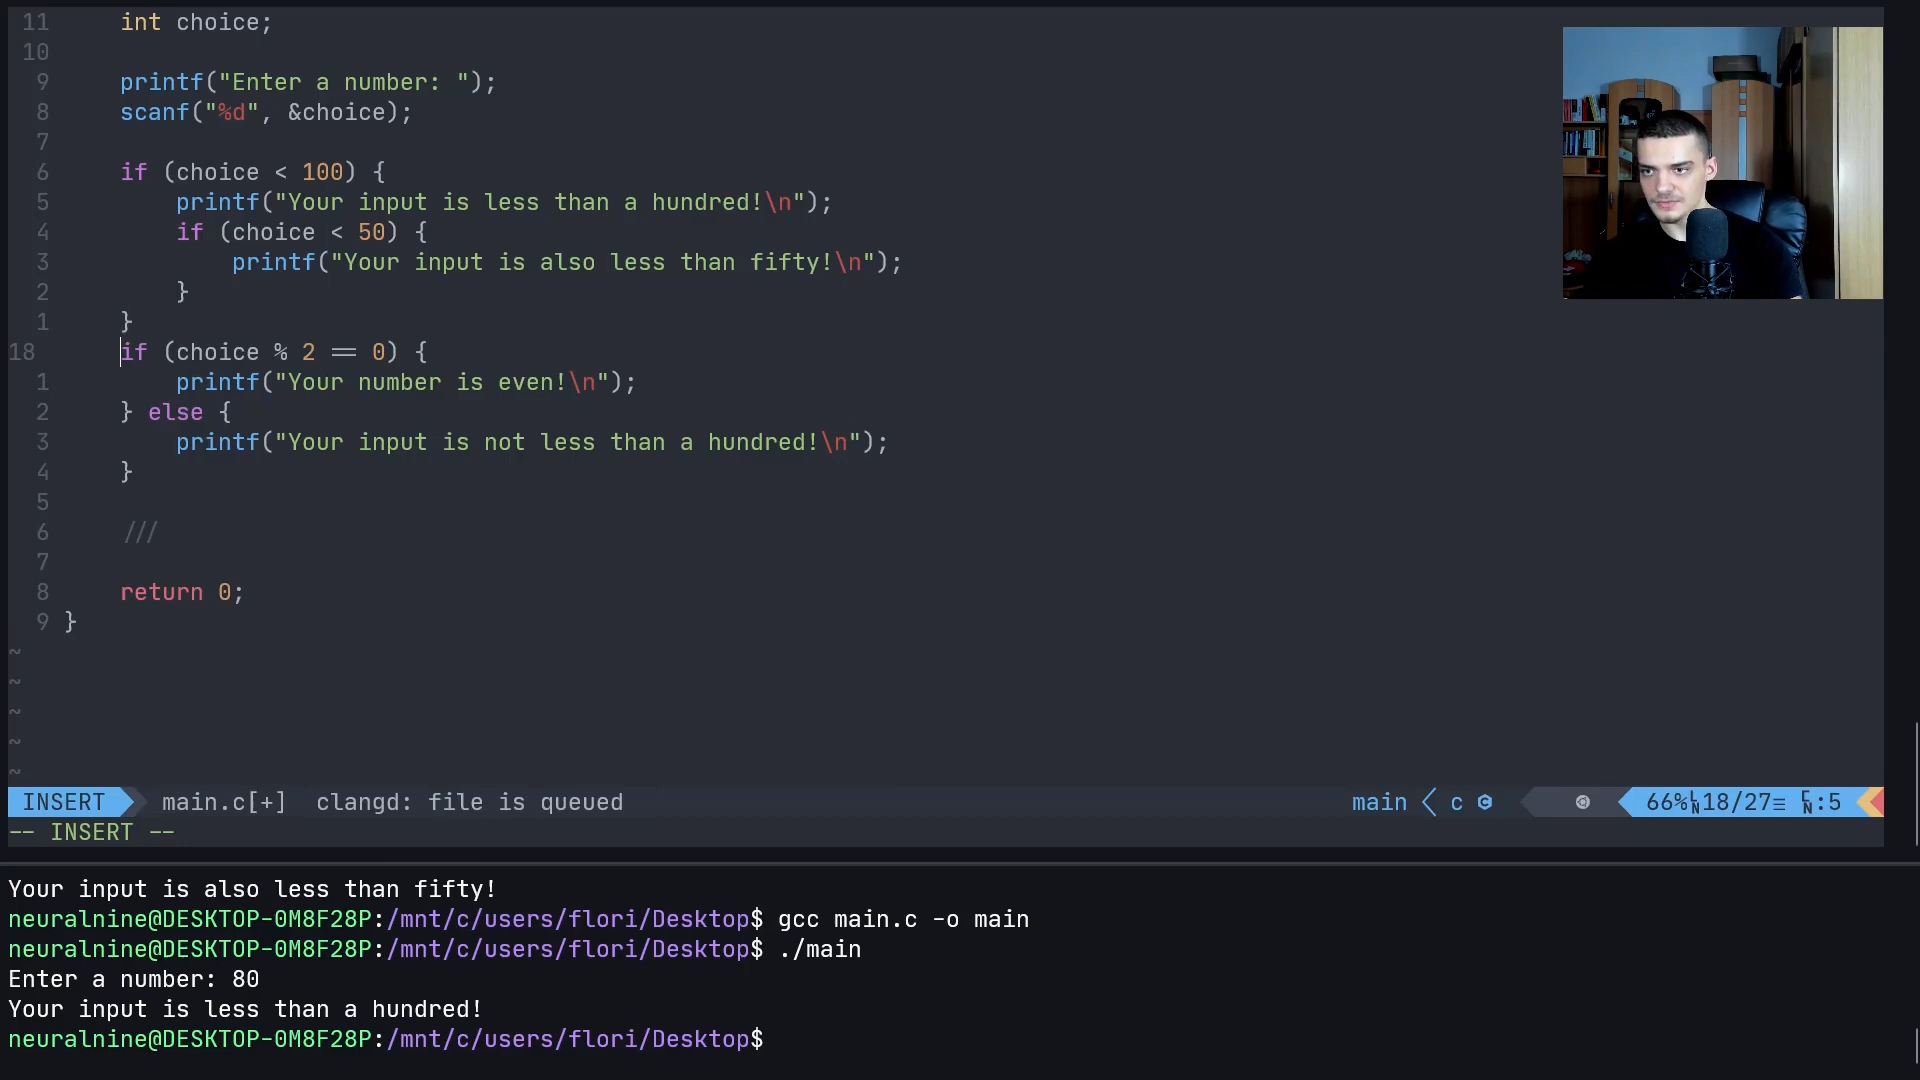 11 int choice;
10
9 printf("Enter a number: ");
8 scanf("%d", &choice);
7
6 if (choice < 100) {
5 printf("Your input is less than a hundred!\n");
4 if (choice < 50) {
3 printf("Your input is also less than fifty!\n");
2 }
1 }
18 if (choice % 2 == 0) {
1 printf("Your number is even!\n");
2 } else {
3 printf("Your input is not less than a hundred!\n");
4 }
5
6 ///
7
8 return 0;
9 }
~
~
~
~
~
INSERT main.c[+] clangd: file is queued main c 66% LN 18/27≡ CN:5
-- INSERT --
Your input is also less than fifty!
neuralnine@DESKTOP-0M8F28P:/mnt/c/users/flori/Desktop$ gcc main.c -o main
neuralnine@DESKTOP-0M8F28P:/mnt/c/users/flori/Desktop$ ./main
Enter a number: 80
Your input is less than a hundred!
neuralnine@DESKTOP-0M8F28P:/mnt/c/users/flori/Desktop$